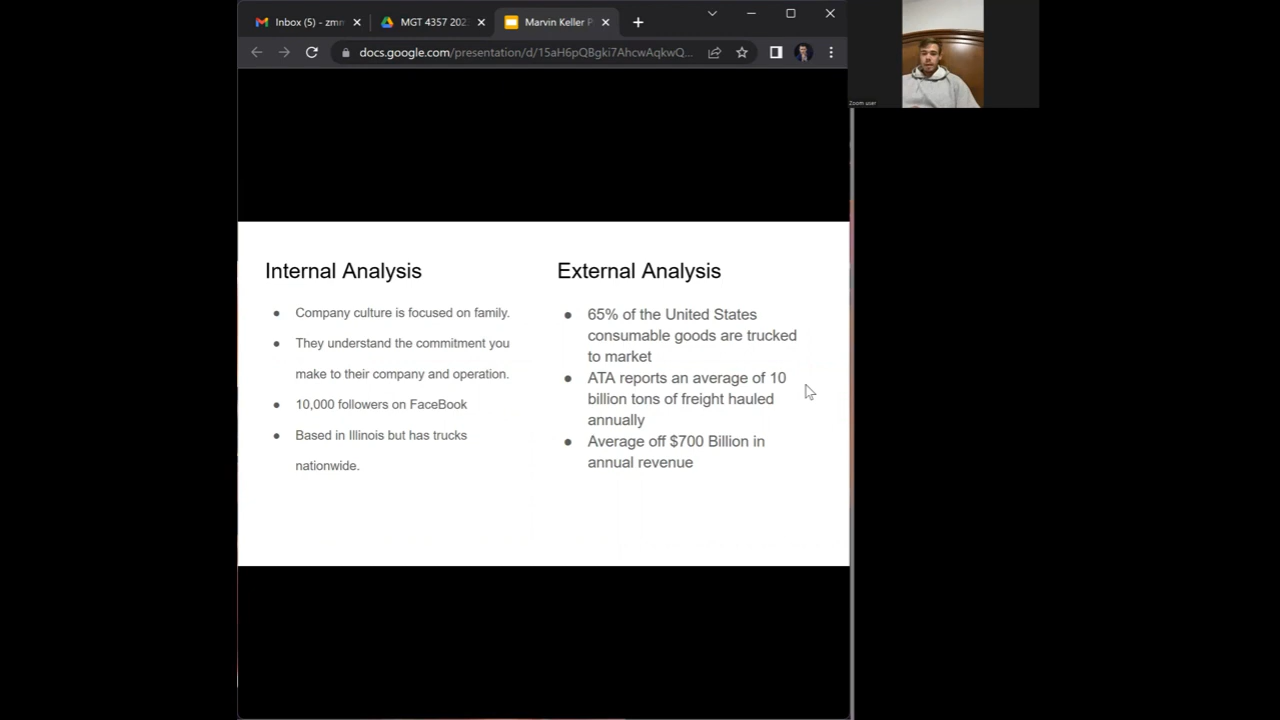 Inbox (5) - zmm
MGT 4357 202
Marvin Keller P
docs.google.com/presentation/d/15aH6pQBgki7AhcwAqkwQ...
Zoom user
Internal Analysis
● Company culture is focused on family.
● They understand the commitment you
make to their company and operation.
● 10,000 followers on FaceBook
● Based in Illinois but has trucks
nationwide.
External Analysis
● 65% of the United States
consumable goods are trucked
to market
● ATA reports an average of 10
billion tons of freight hauled
annually
● Average off $700 Billion in
annual revenue